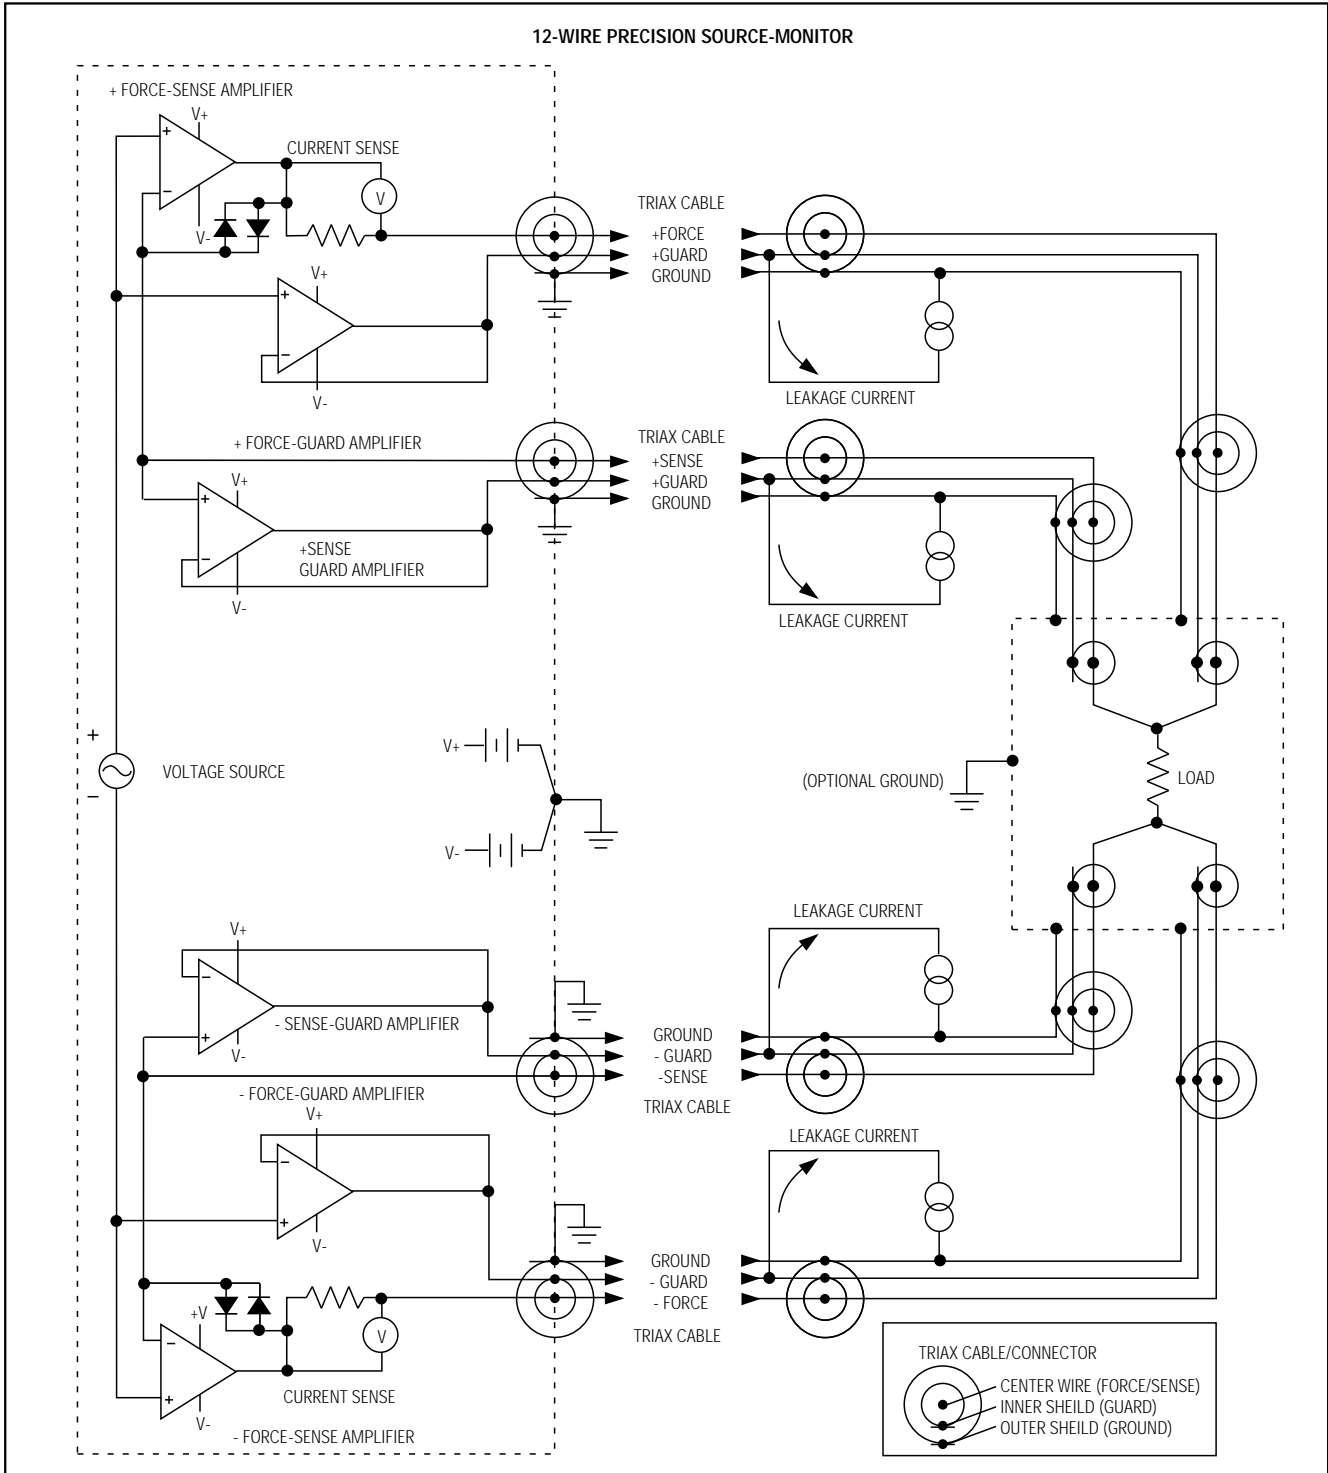 12-WIRE PRECISION SOURCE-MONITOR
+ FORCE-SENSE AMPLIFIER
V+
+
CURRENT SENSE
V
−
V-
TRIAX CABLE
+FORCE
+GUARD
GROUND
V+
+
−
V-
LEAKAGE CURRENT
+ FORCE-GUARD AMPLIFIER
TRIAX CABLE
+SENSE
+GUARD
GROUND
V+
+
−
+SENSE
GUARD AMPLIFIER
V-
LEAKAGE CURRENT
+
VOLTAGE SOURCE
−
V+
V-
(OPTIONAL GROUND)
LOAD
LEAKAGE CURRENT
V+
−
- SENSE-GUARD AMPLIFIER
+
V-
GROUND
- GUARD
-SENSE
TRIAX CABLE
- FORCE-GUARD AMPLIFIER
V+
−
+
V-
LEAKAGE CURRENT
GROUND
- GUARD
- FORCE
TRIAX CABLE
+V
−
V
+
V-
CURRENT SENSE
- FORCE-SENSE AMPLIFIER
TRIAX CABLE/CONNECTOR
CENTER WIRE (FORCE/SENSE)
INNER SHEILD (GUARD)
OUTER SHEILD (GROUND)